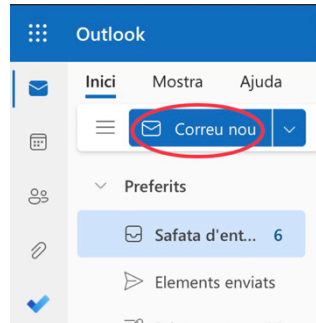 Outlook
Inici Mostra Ajuda
Correu nou
Preferits
Safata d'ent... 6
Elements enviats